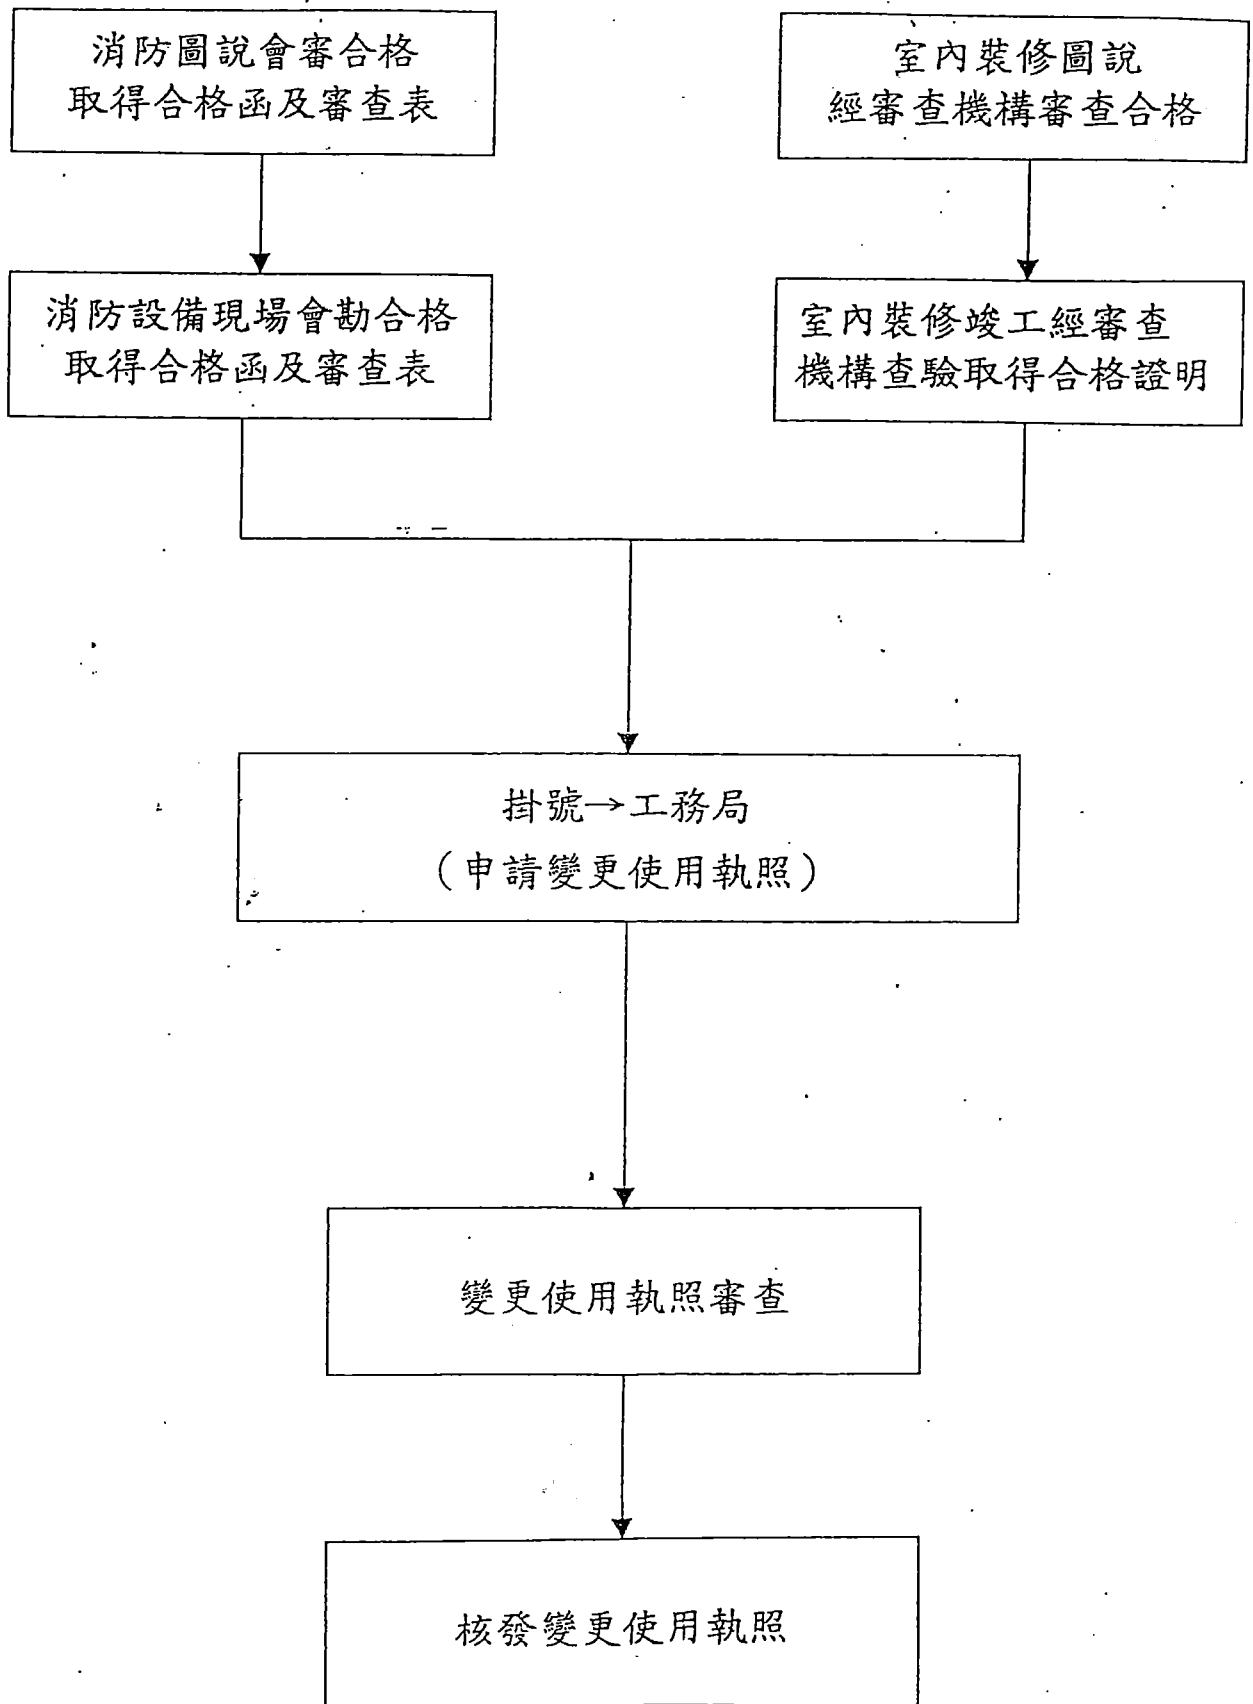 消防圖說會審合格
取得合格函及審查表
室內裝修圖說
經審查機構審查合格
消防設備現場會勘合格
取得合格函及審查表
室內裝修竣工經審查
機構查驗取得合格證明
掛號→工務局
（申請變更使用執照）
變更使用執照審查
核發變更使用執照